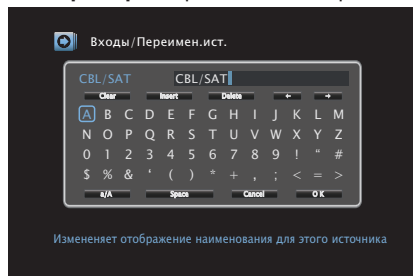 Входы/Переимен.ист.
CBL/SAT CBL/SAT
Clear Insert Delete ← →
A B C D E F G H I J K L M
N O P Q R S T U V W X Y Z
0 1 2 3 4 5 6 7 8 9 ! “ #
$ % & ‘ ( ) * + , ; < = >
a/A Space Cancel OK
Измененяет отображение наименования для этого источника